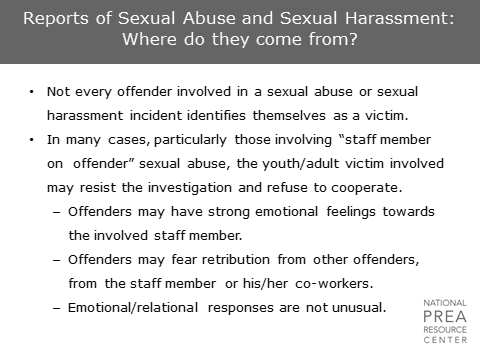 Reports of Sexual Abuse and Sexual Harassment:
Where do they come from?
• Not every offender involved in a sexual abuse or sexual
harassment incident identifies themselves as a victim.
• In many cases, particularly those involving “staff member
on offender” sexual abuse, the youth/adult victim involved
may resist the investigation and refuse to cooperate.
– Offenders may have strong emotional feelings towards
the involved staff member.
– Offenders may fear retribution from other offenders,
from the staff member or his/her co-workers.
– Emotional/relational responses are not unusual.
NATIONAL
PREA
RESOURCE
CENTER